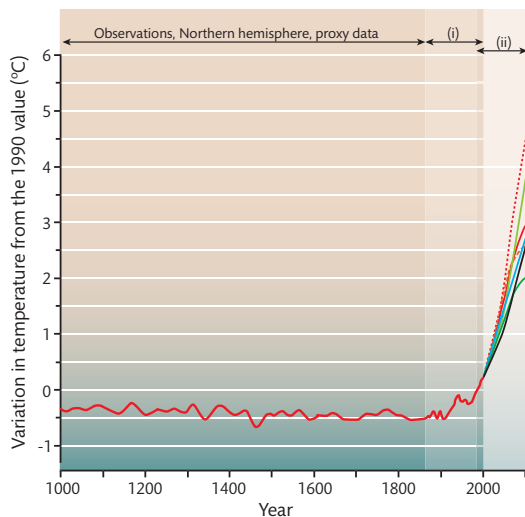 Observations, Northern hemisphere, proxy data
(i)
(ii)
Variation in temperature from the 1990 value (°C)
6
5
4
3
2
1
0
-1
1000
1200
1400
1600
1800
2000
Year